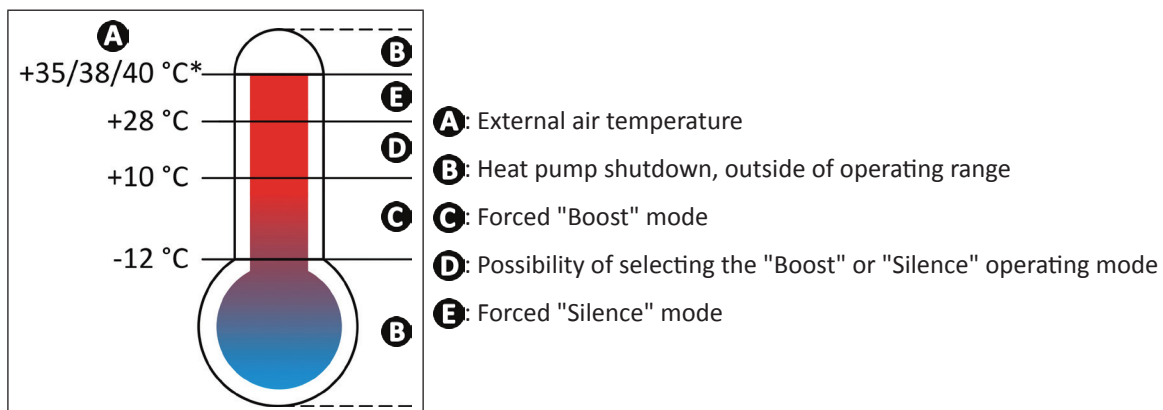 A
B
+35/38/40 °C*
E
+28 °C
D
+10 °C
C
-12 °C
B
A: External air temperature
B: Heat pump shutdown, outside of operating range
C: Forced "Boost" mode
D: Possibility of selecting the "Boost" or "Silence" operating mode
E: Forced "Silence" mode